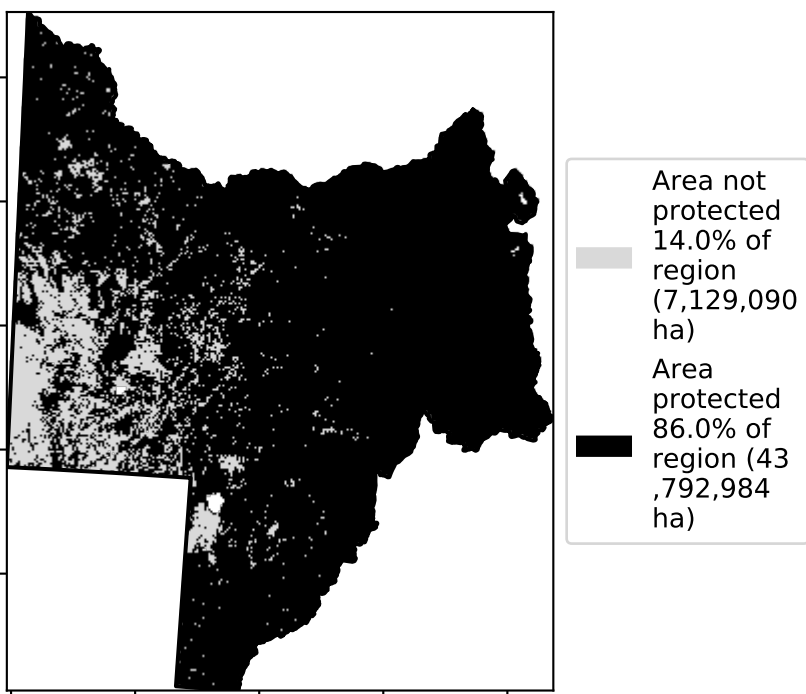 Area not
protected
14.0% of
region
(7,129,090
ha)
Area
protected
86.0% of
region (43
,792,984
ha)